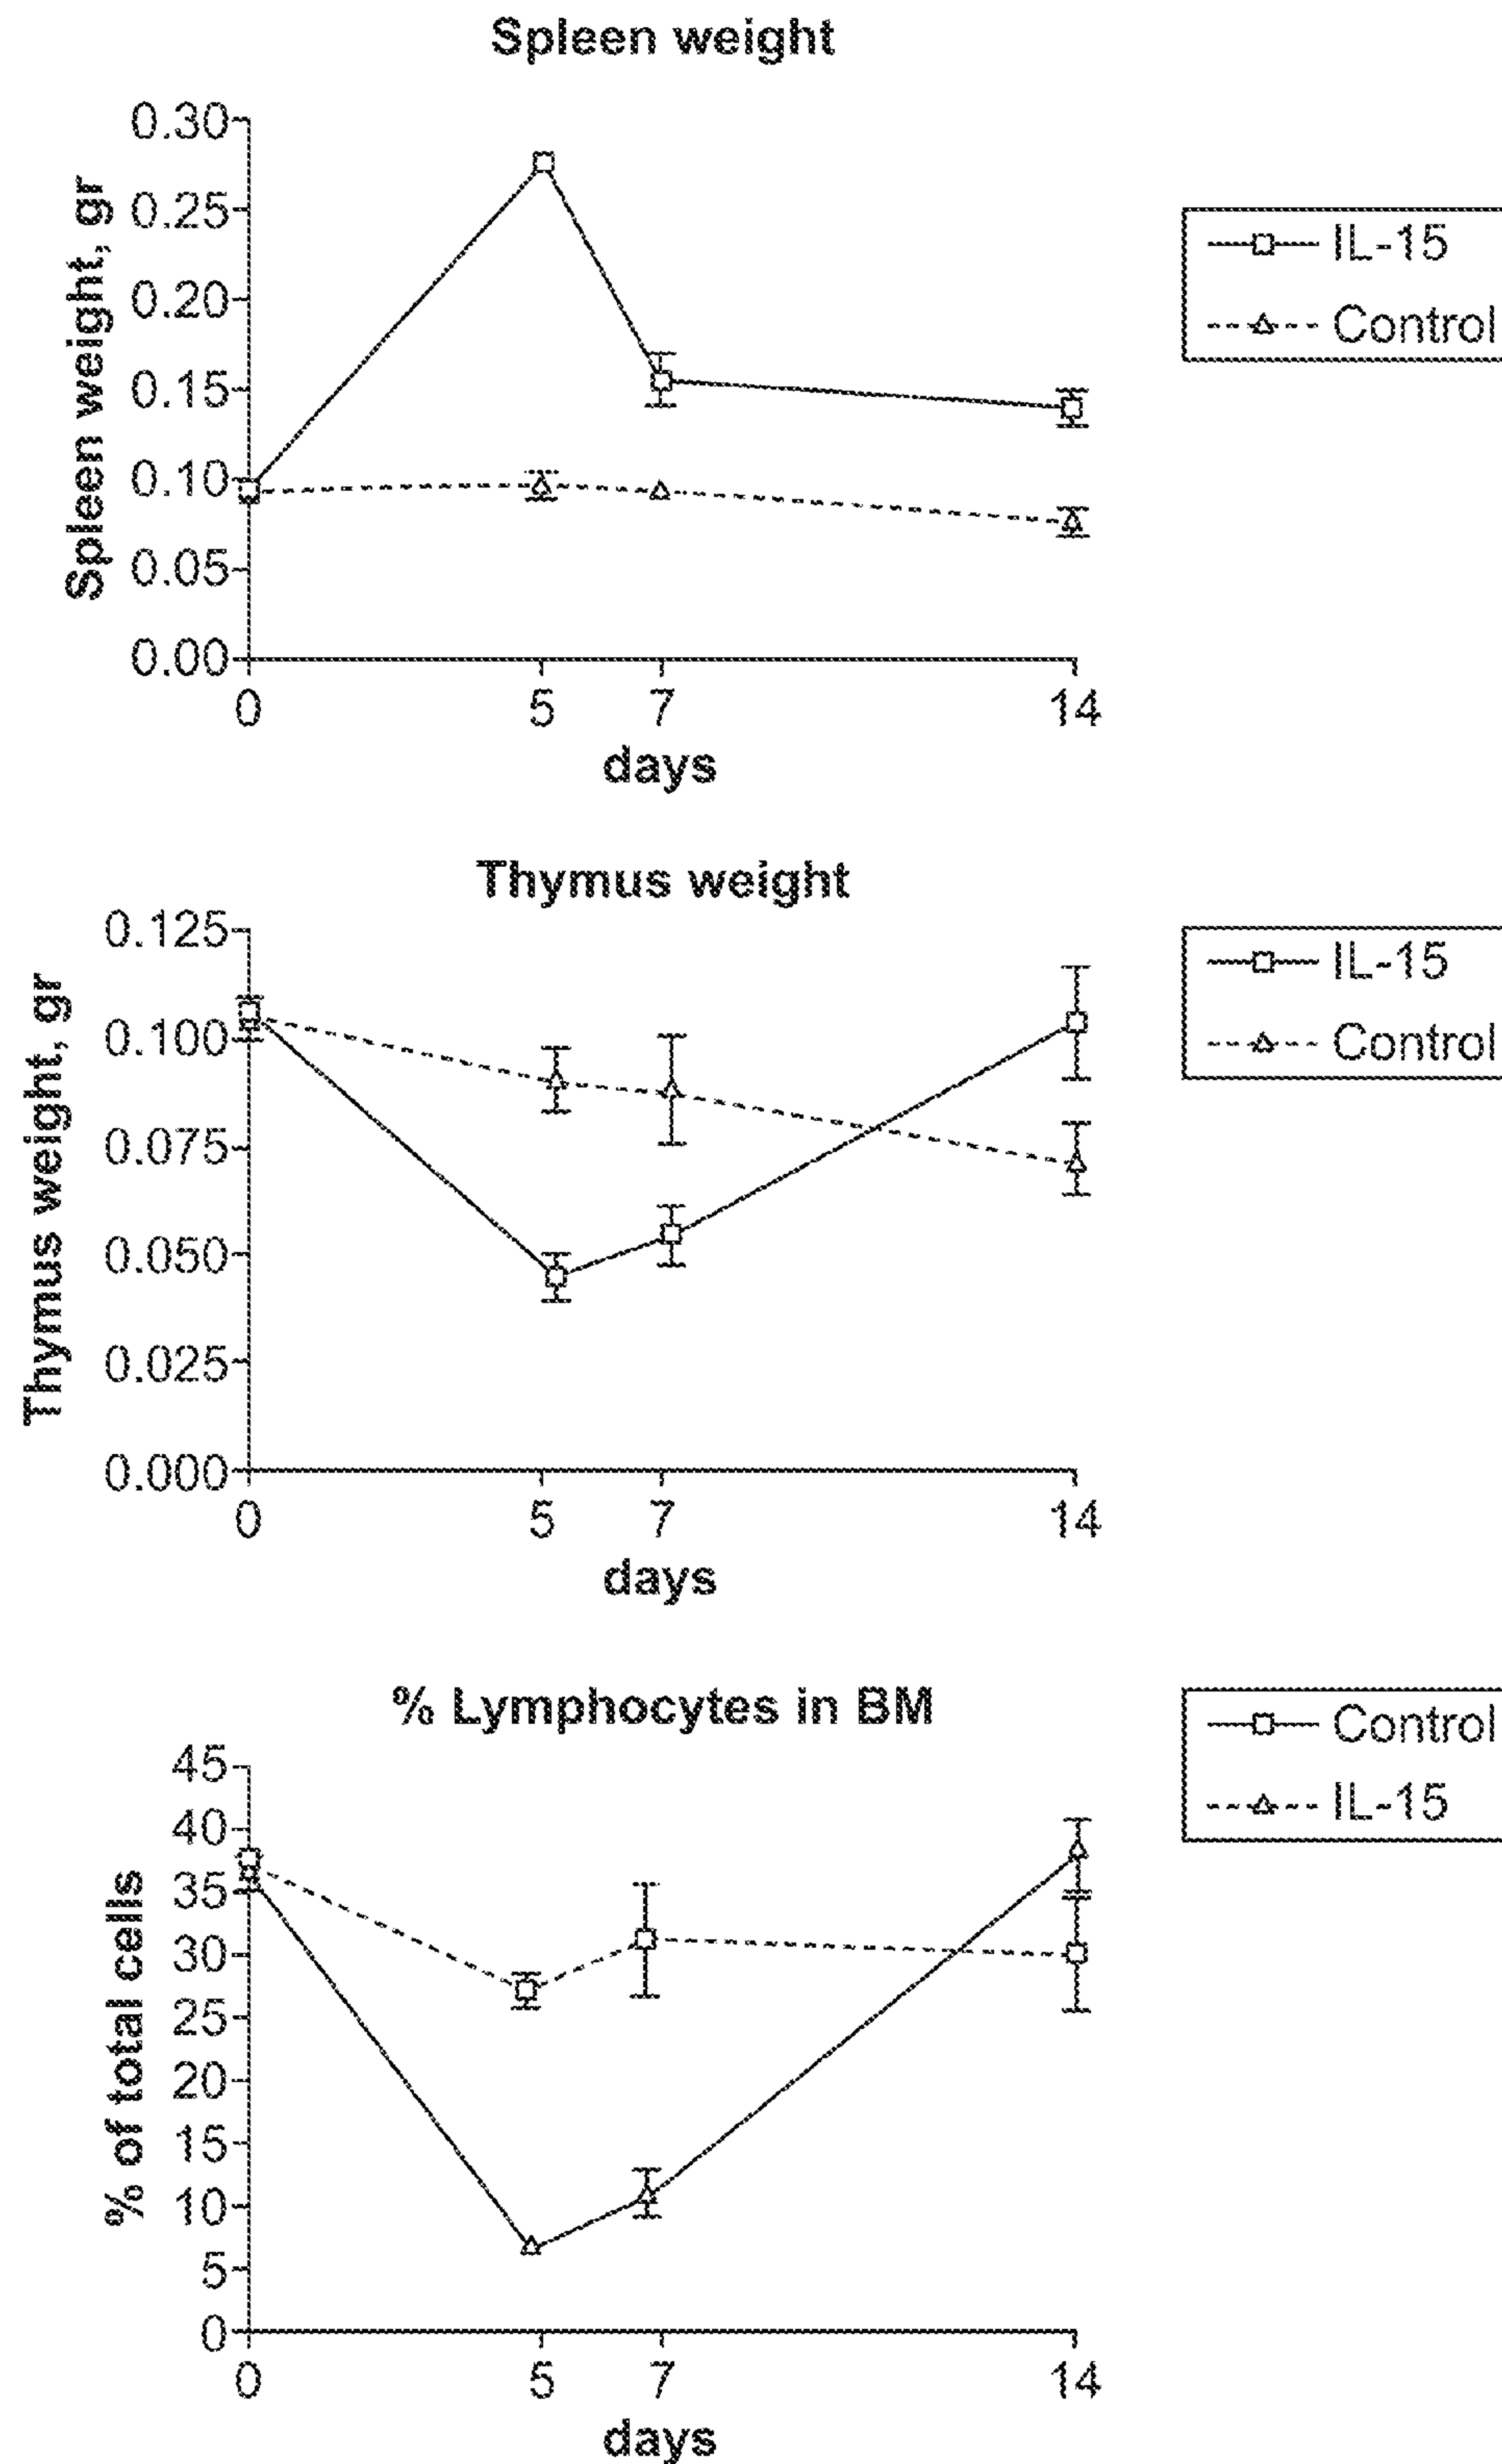 Spleen weight
Spleen weight, gr
0.30
0.25
0.20
0.15
0.10
0.05
0.00
0 5 7 14
days
IL-15
Control
Thymus weight
Thymus weight, gr
0.125
0.100
0.075
0.050
0.025
0.000
0 5 7 14
days
IL-15
Control
% Lymphocytes in BM
% of total cells
45
40
35
30
25
20
15
10
5
0
0 5 7 14
days
Control
IL-15